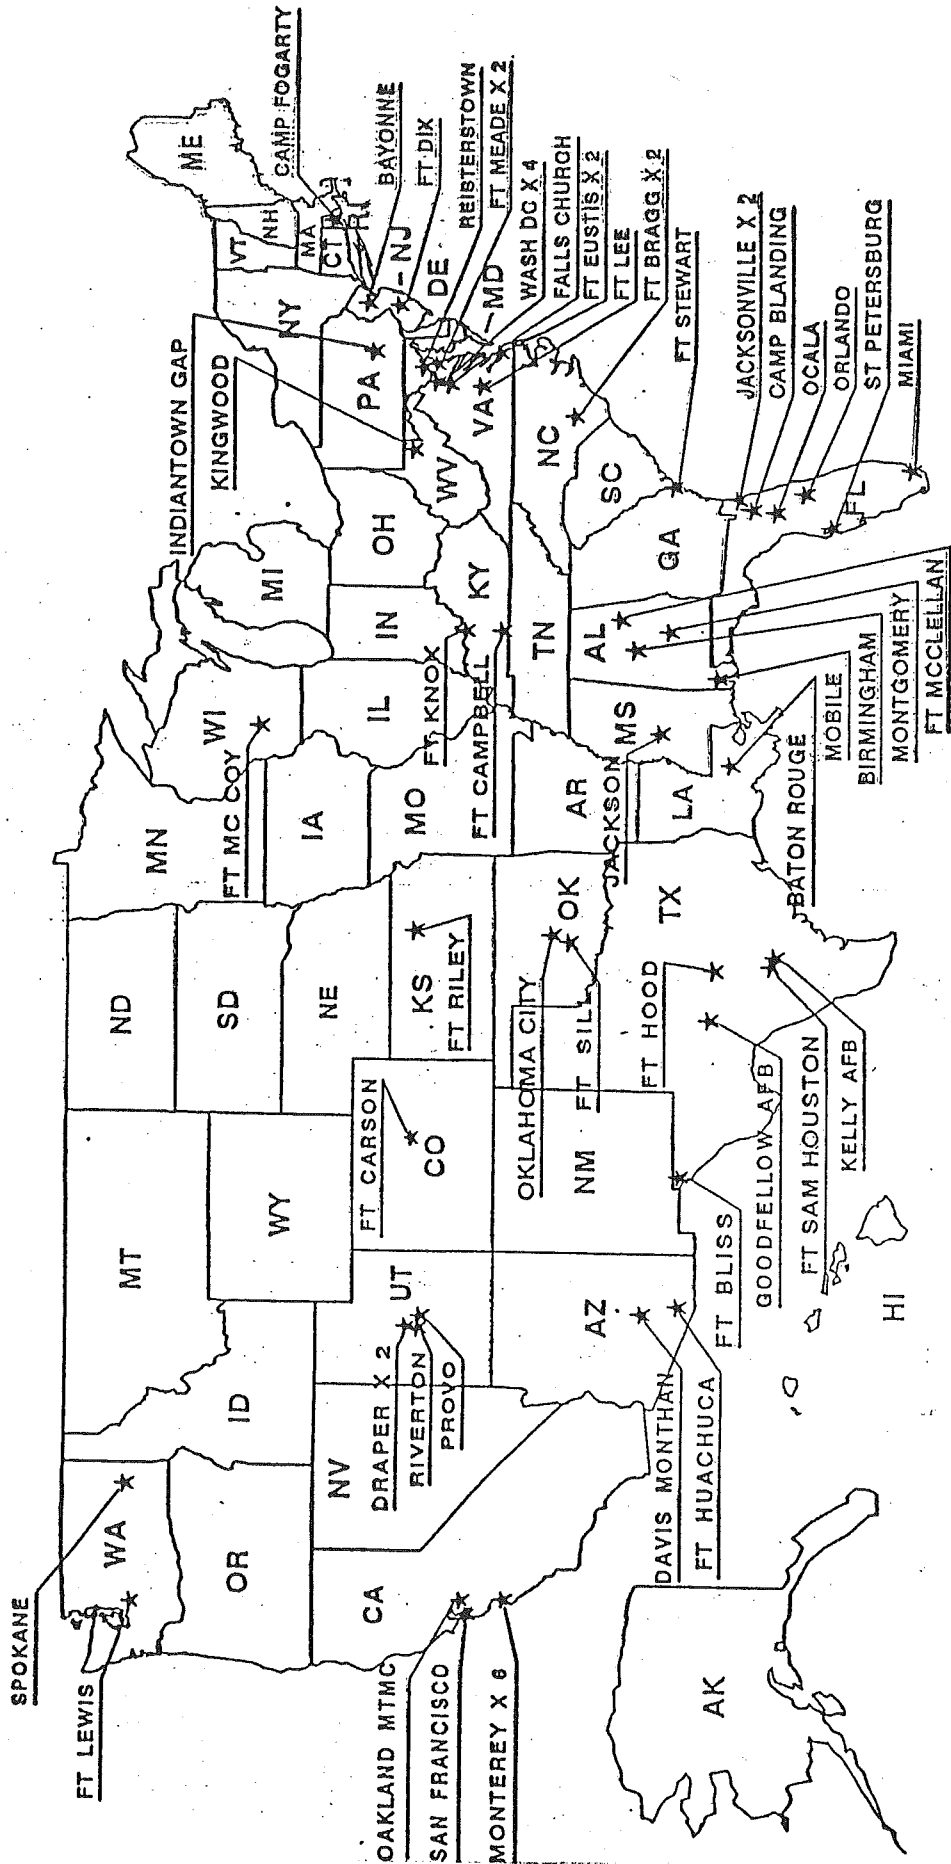 SPOKANE
FT LEWIS
WA
OR
CA
OAKLAND MTMC
SAN FRANCISCO
MONTEREY X 6
NV
ID
MT
WY
UT
DRAPER X 2
RIVERTON
PROVO
AZ
DAVIS MONTHAN
FT HUACHUCA
CO
FT CARSON
NM
FT BLISS
ND
SD
NE
KS
FT RILEY
OKLAHOMA CITY
FT SILL
OK
TX
FT HOOD
GOODFELLOW AFB
FT SAM HOUSTON
KELLY AFB
MN
IA
MO
AR
LA
BATON ROUGE
WI
FT MC COY
IL
MI
IN
OH
KY
FT KNOX
FT CAMPBELL
TN
MS
JACKSON
AL
MOBILE
BIRMINGHAM
MONTGOMERY
FT MCCLELLAN
GA
FL
SC
NC
VA
WV
KINGWOOD
INDIANTOWN GAP
PA
NY
VT
NH
ME
MA
CT
RI
CAMP FOGARTY
BAYONNE
FT DIX
-NJ
DE
-MD
REISTERSTOWN
FT MEADE X 2
WASH DC X 4
FALLS CHURCH
FT EUSTIS X 2
FT LEE
FT BRAGG X 2
FT STEWART
JACKSONVILLE X 2
CAMP BLANDING
OCALA
ORLANDO
ST PETERSBURG
MIAMI
AK
HI